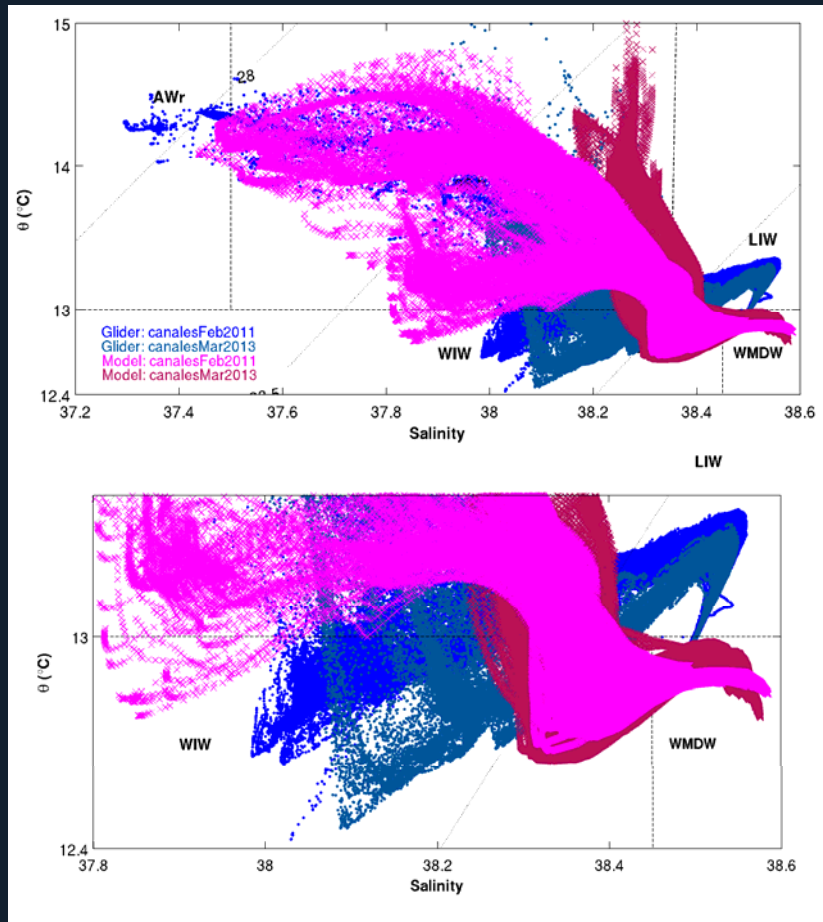 15
28
AWr
14
θ (°C)
LIW
13
Glider: canalesFeb2011
Glider: canalesMar2013
Model: canalesFeb2011
Model: canalesMar2013
WIW
WMDW
12.4
37.2
37.4
37.6
37.8
38
38.2
38.4
38.6
Salinity
LIW
13
θ (°C)
WIW
WMDW
12.4
37.8
38
38.2
38.4
38.6
Salinity